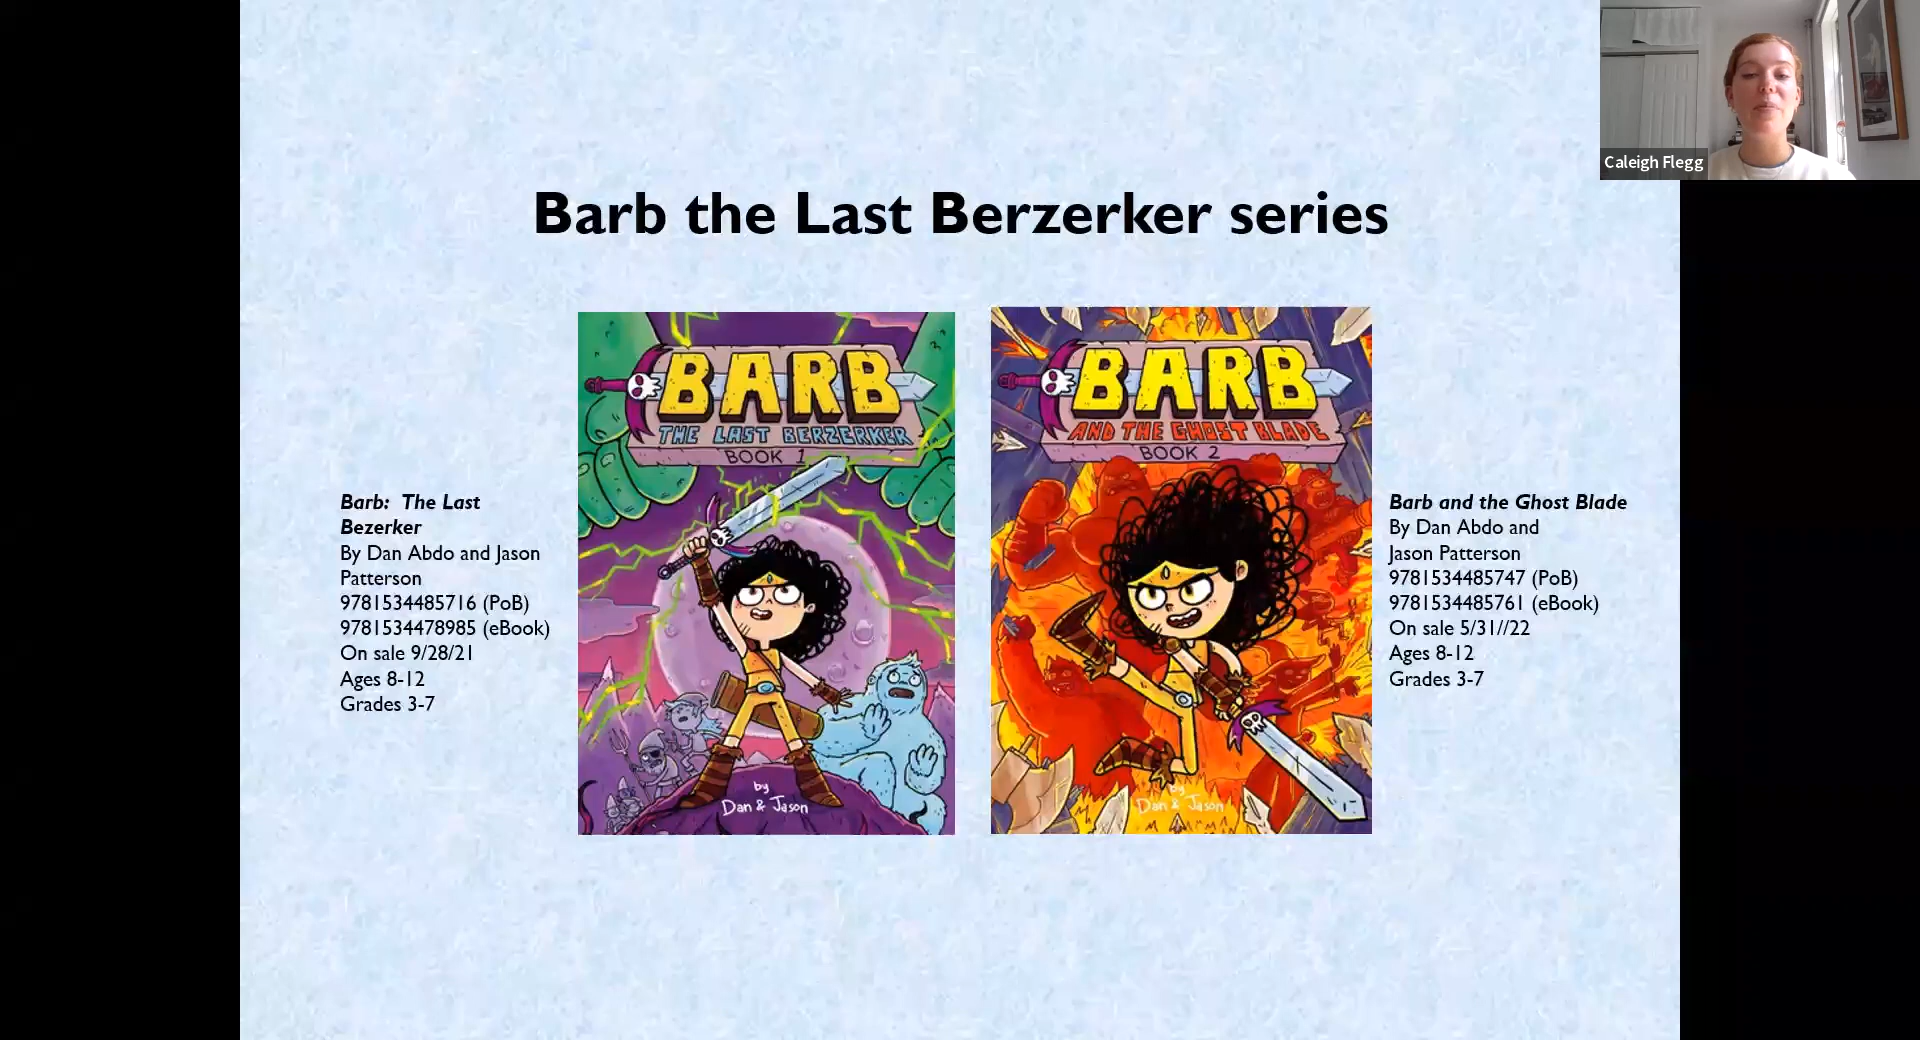 Caleigh Flegg
Barb the Last Berzerker series
Barb:  The Last
Bezerker
By Dan Abdo and Jason
Patterson
9781534485716 (PoB)
9781534478985 (eBook)
On sale 9/28/21
Ages 8-12
Grades 3-7
BARB
THE LAST BERZERKER
BOOK 1
by
Dan & Jason
BARB
AND THE GHOST BLADE
BOOK 2
by
Dan & Jason
Barb and the Ghost Blade
By Dan Abdo and
Jason Patterson
9781534485747 (PoB)
9781534485761 (eBook)
On sale 5/31//22
Ages 8-12
Grades 3-7